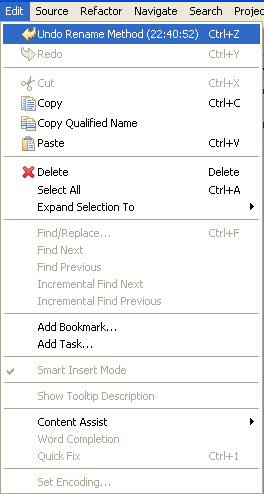 Edit Source Refactor Navigate Search Projec
Undo Rename Method (22:40:52) Ctrl+Z
Redo Ctrl+Y
Cut Ctrl+X
Copy Ctrl+C
Copy Qualified Name
Paste Ctrl+V
Delete Delete
Select All Ctrl+A
Expand Selection To
Find/Replace... Ctrl+F
Find Next
Find Previous
Incremental Find Next
Incremental Find Previous
Add Bookmark...
Add Task...
Smart Insert Mode
Show Tooltip Description
Content Assist
Word Completion
Quick Fix Ctrl+1
Set Encoding...